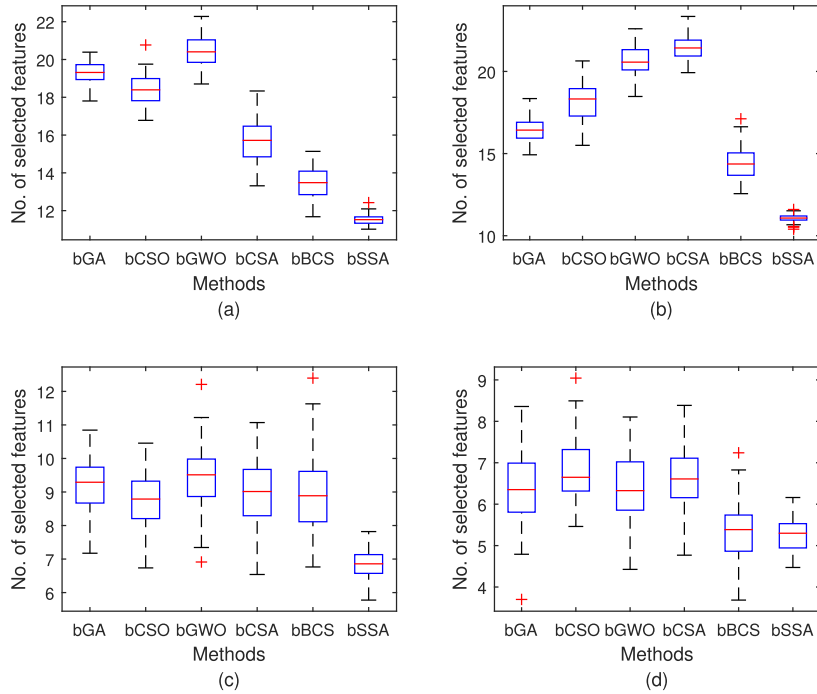 No. of selected features
22
20
18
16
14
12
bGA bCSO bGWO bCSA bBCS bSSA
Methods
(a)
No. of selected features
20
15
10
bGA bCSO bGWO bCSA bBCS bSSA
Methods
(b)
No. of selected features
12
11
10
9
8
7
6
bGA bCSO bGWO bCSA bBCS bSSA
Methods
(c)
No. of selected features
9
8
7
6
5
4
bGA bCSO bGWO bCSA bBCS bSSA
Methods
(d)